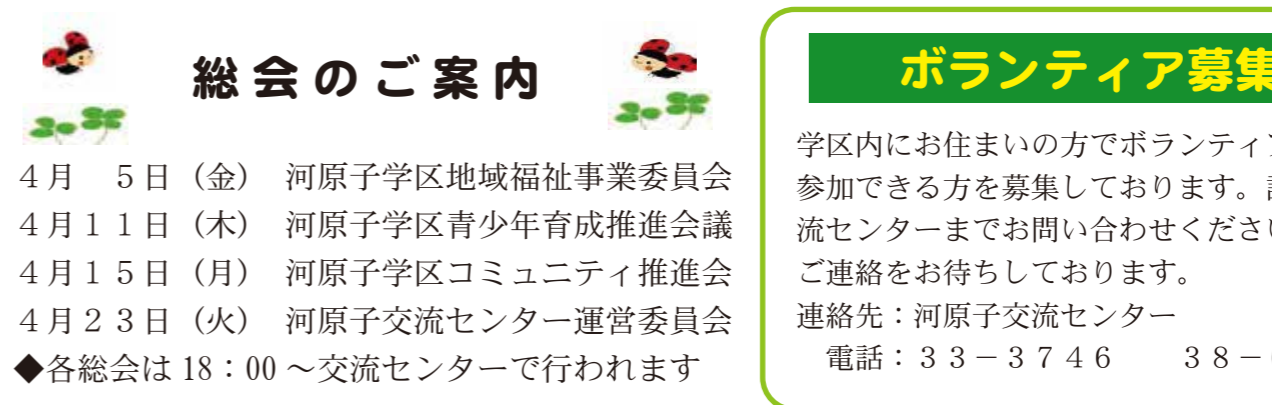 総会のご案内
４月　５日（金）　河原子学区地域福祉事業委員会
４月１１日（木）　河原子学区青少年育成推進会議
４月１５日（月）　河原子学区コミュニティ推進会
４月２３日（火）　河原子交流センター運営委員会
◆各総会は 18：00 ～交流センターで行われます
ボランティア募集
学区内にお住まいの方でボランティア
参加できる方を募集しております。
流センターまでお問い合わせください
ご連絡をお待ちしております。
連絡先：河原子交流センター
電話：３３－３７４６　　３８－